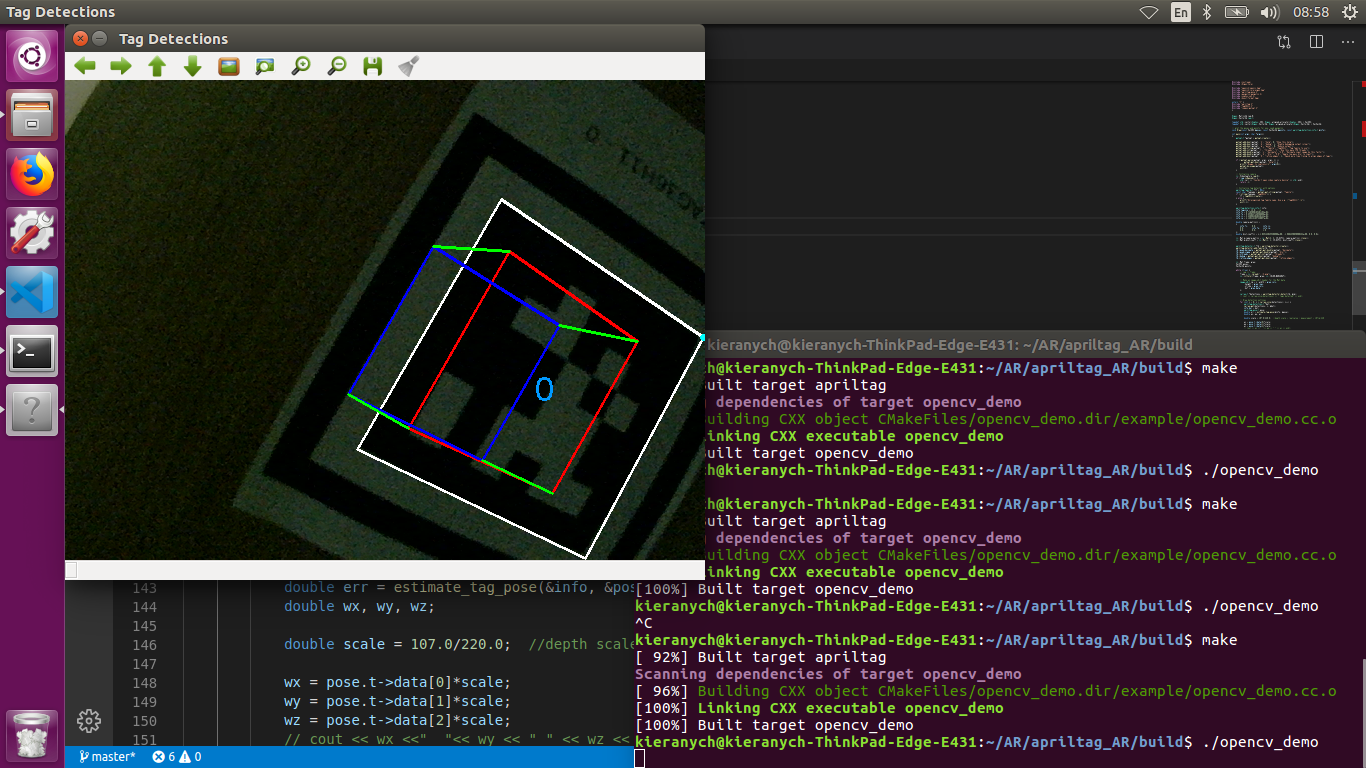 Tag Detections
En
08:58
Tag Detections
0
kieranych@kieranych-ThinkPad-Edge-E431: ~/AR/apriltag_AR/build
ch@kieranych-ThinkPad-Edge-E431:~/AR/apriltag_AR/build$ make
Built target apriltag
dependencies of target opencv_demo
Building CXX object CMakeFiles/opencv_demo.dir/example/opencv_demo.cc.o
Linking CXX executable opencv_demo
Built target opencv_demo
ch@kieranych-ThinkPad-Edge-E431:~/AR/apriltag_AR/build$ ./opencv_demo
ch@kieranych-ThinkPad-Edge-E431:~/AR/apriltag_AR/build$ make
Built target apriltag
dependencies of target opencv_demo
Building CXX object CMakeFiles/opencv_demo.dir/example/opencv_demo.cc.o
Linking CXX executable opencv_demo
[100%] Built target opencv_demo
kieranych@kieranych-ThinkPad-Edge-E431:~/AR/apriltag_AR/build$ ./opencv_demo
^C
kieranych@kieranych-ThinkPad-Edge-E431:~/AR/apriltag_AR/build$ make
[ 92%] Built target apriltag
Scanning dependencies of target opencv_demo
[ 96%] Building CXX object CMakeFiles/opencv_demo.dir/example/opencv_demo.cc.o
[100%] Linking CXX executable opencv_demo
[100%] Built target opencv_demo
kieranych@kieranych-ThinkPad-Edge-E431:~/AR/apriltag_AR/build$ ./opencv_demo
143 double err = estimate_tag_pose(&info, &pos
144 double wx, wy, wz;
145
146 double scale = 107.0/220.0; //depth scale
147
148 wx = pose.t->data[0]*scale;
149 wy = pose.t->data[1]*scale;
150 wz = pose.t->data[2]*scale;
151 // cout << wx <<" "<< wy << " " << wz <<
master* 6 0